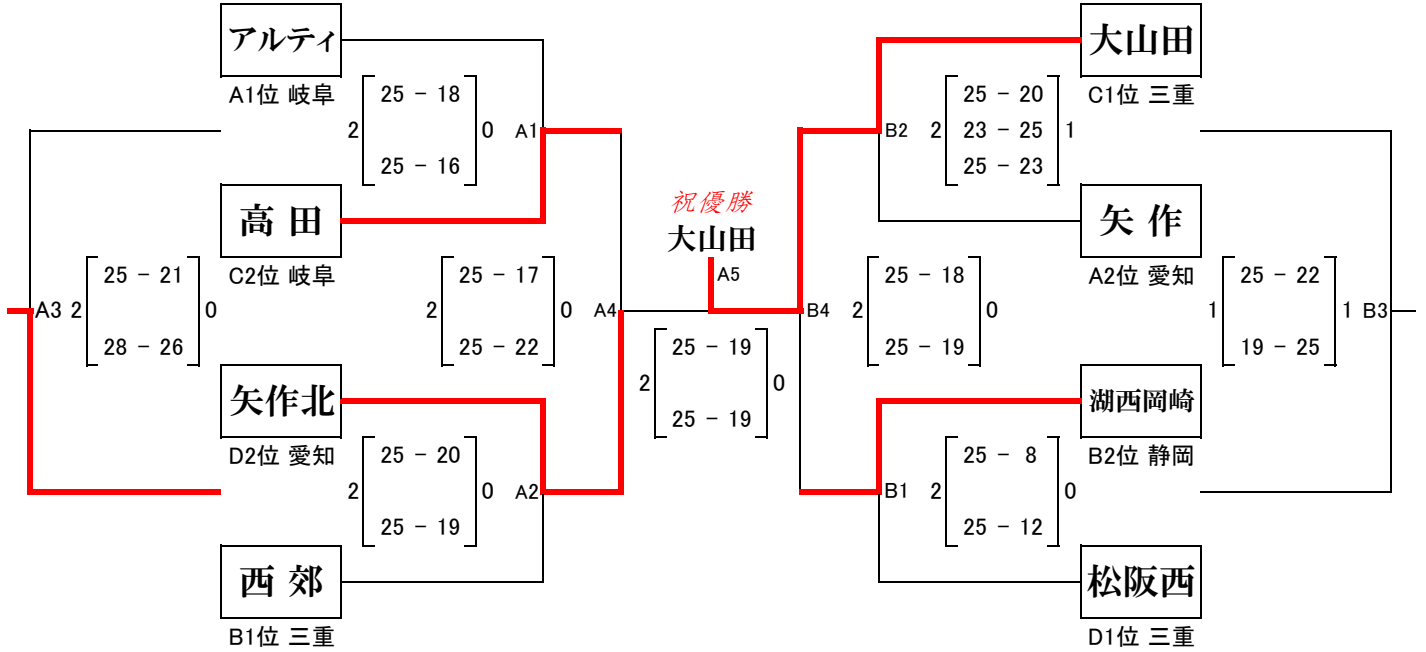 アルティ
A1位 岐阜
25 - 18
2 0 A1
25 - 16
高 田
C2位 岐阜
25 - 21
A3 2 0
28 - 26
25 - 17
2 0 A4
25 - 22
矢作北
D2位 愛知
25 - 20
2 0 A2
25 - 19
西 郊
B1位 三重
祝優勝
大山田
A5
25 - 19
2 0
25 - 19
大山田
C1位 三重
25 - 20
B2 2 23 - 25 1
25 - 23
矢 作
A2位 愛知
25 - 18
B4 2 0
25 - 19
25 - 22
1 1 B3
19 - 25
湖西岡崎
B2位 静岡
25 - 8
B1 2 0
25 - 12
松阪西
D1位 三重